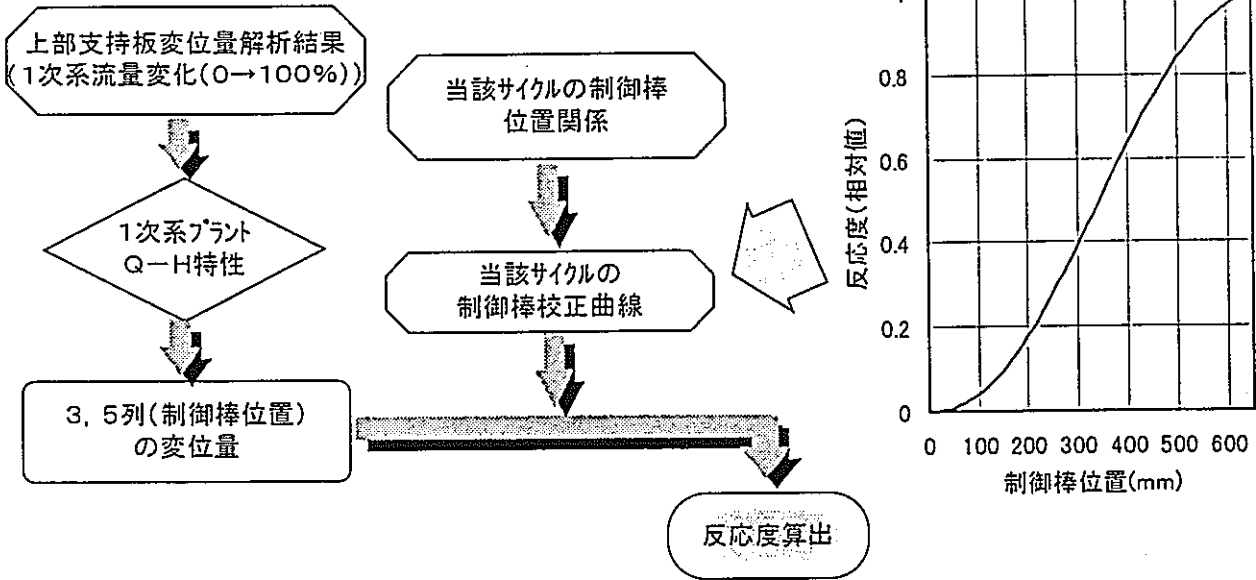 上部支持板変位量解析結果
(1次系流量変化(0→100%))
1次系プラント
Q-H特性
3,5列(制御棒位置)
の変位量
当該サイクルの制御棒
位置関係
当該サイクルの
制御棒校正曲線
反応度算出
反応度(相対値)
0.8
0.6
0.4
0.2
0
0 100 200 300 400 500 600
制御棒位置(mm)